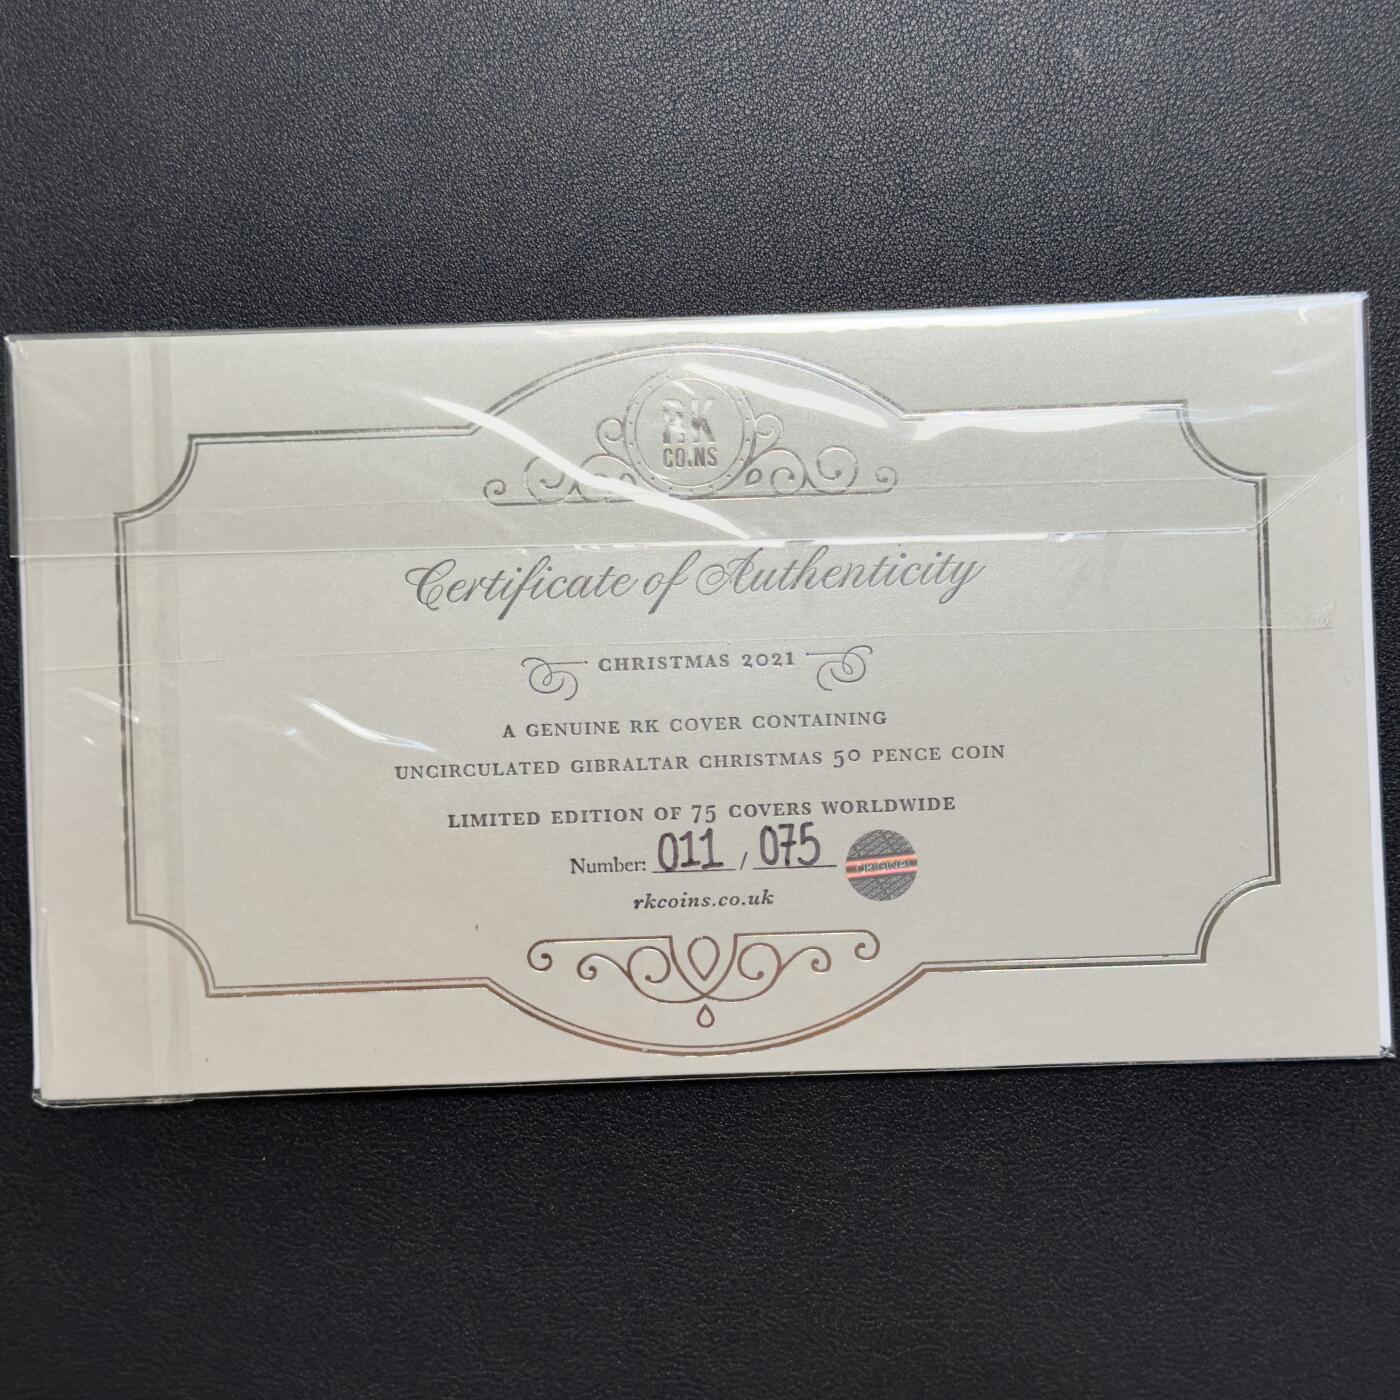 RK
COINS
Certificate of Authenticity
CHRISTMAS 2021
A GENUINE RK COVER CONTAINING
UNCIRCULATED GIBRALTAR CHRISTMAS 50 PENCE COIN
LIMITED EDITION OF 75 COVERS WORLDWIDE
Number: 011 / 075
ORIGINAL
rkcoins.co.uk